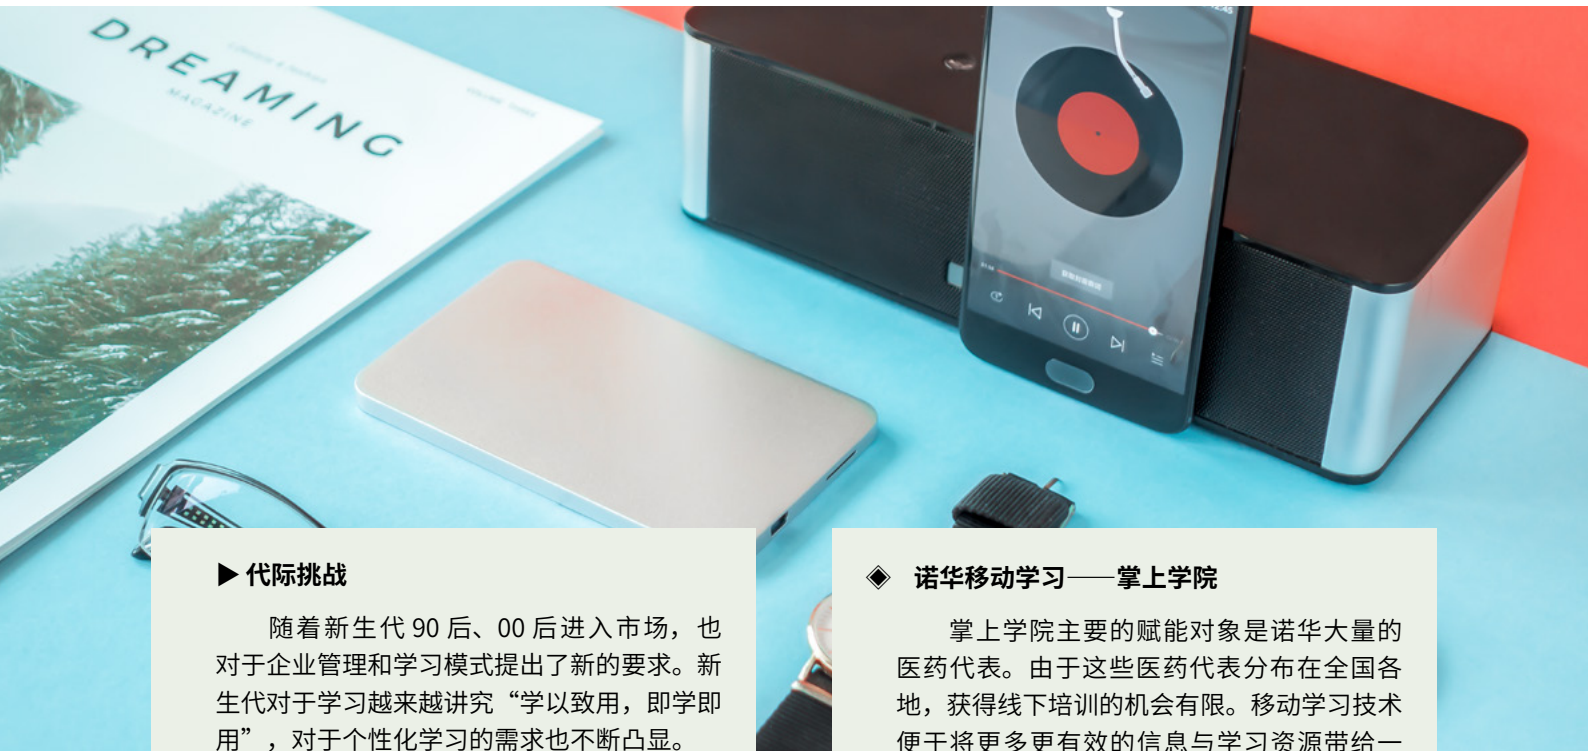 DREAMING
MAGAZINE
▶ 代际挑战
随着新生代 90 后、00 后进入市场，也
对于企业管理和学习模式提出了新的要求。新
生代对于学习越来越讲究“学以致用，即学即
用”，对于个性化学习的需求也不断凸显。
◈ 诺华移动学习——掌上学院
掌上学院主要的赋能对象是诺华大量的
医药代表。由于这些医药代表分布在全国各
地，获得线下培训的机会有限。移动学习技术
便于将更多更有效的信息与学习资源带给一